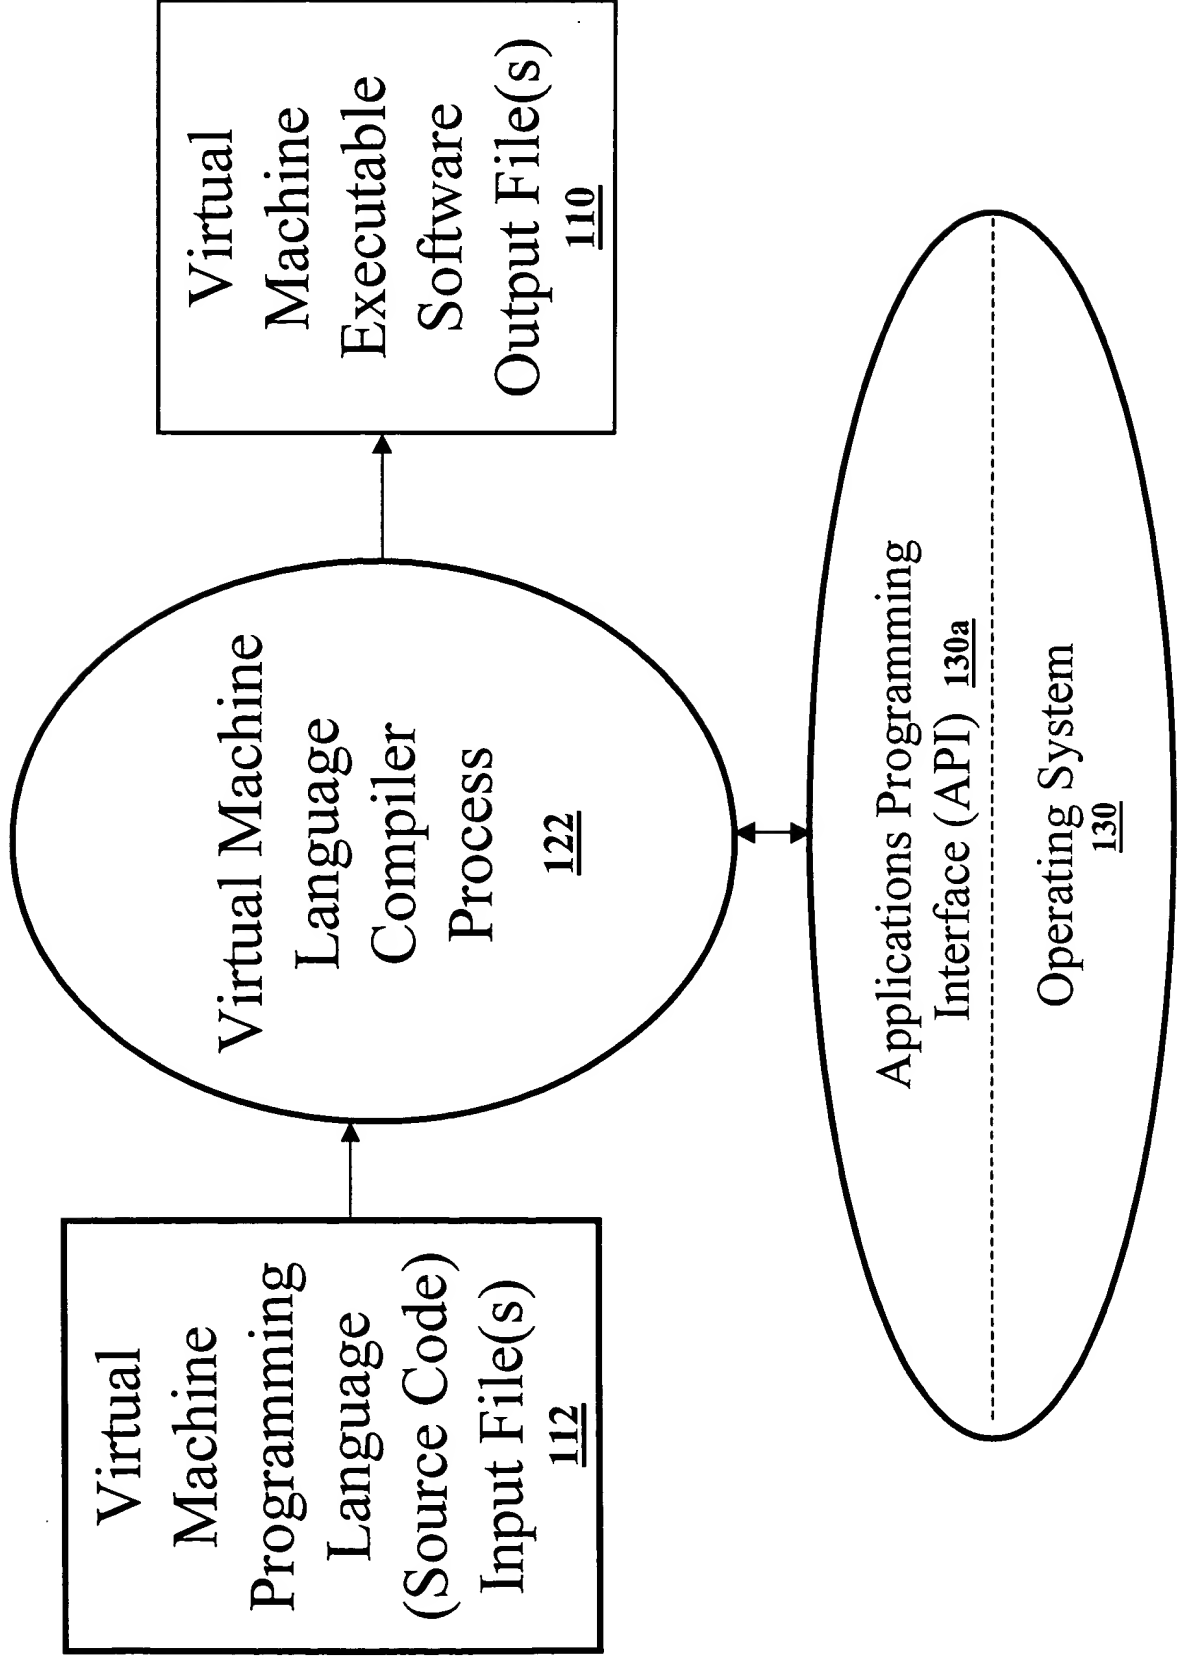 Virtual
Machine
Programming
Language
(Source Code)
Input File(s)
112
Virtual Machine
Language
Compiler
Process
122
Virtual
Machine
Executable
Software
Output File(s)
110
Applications Programming
Interface (API) 130a
Operating System
130